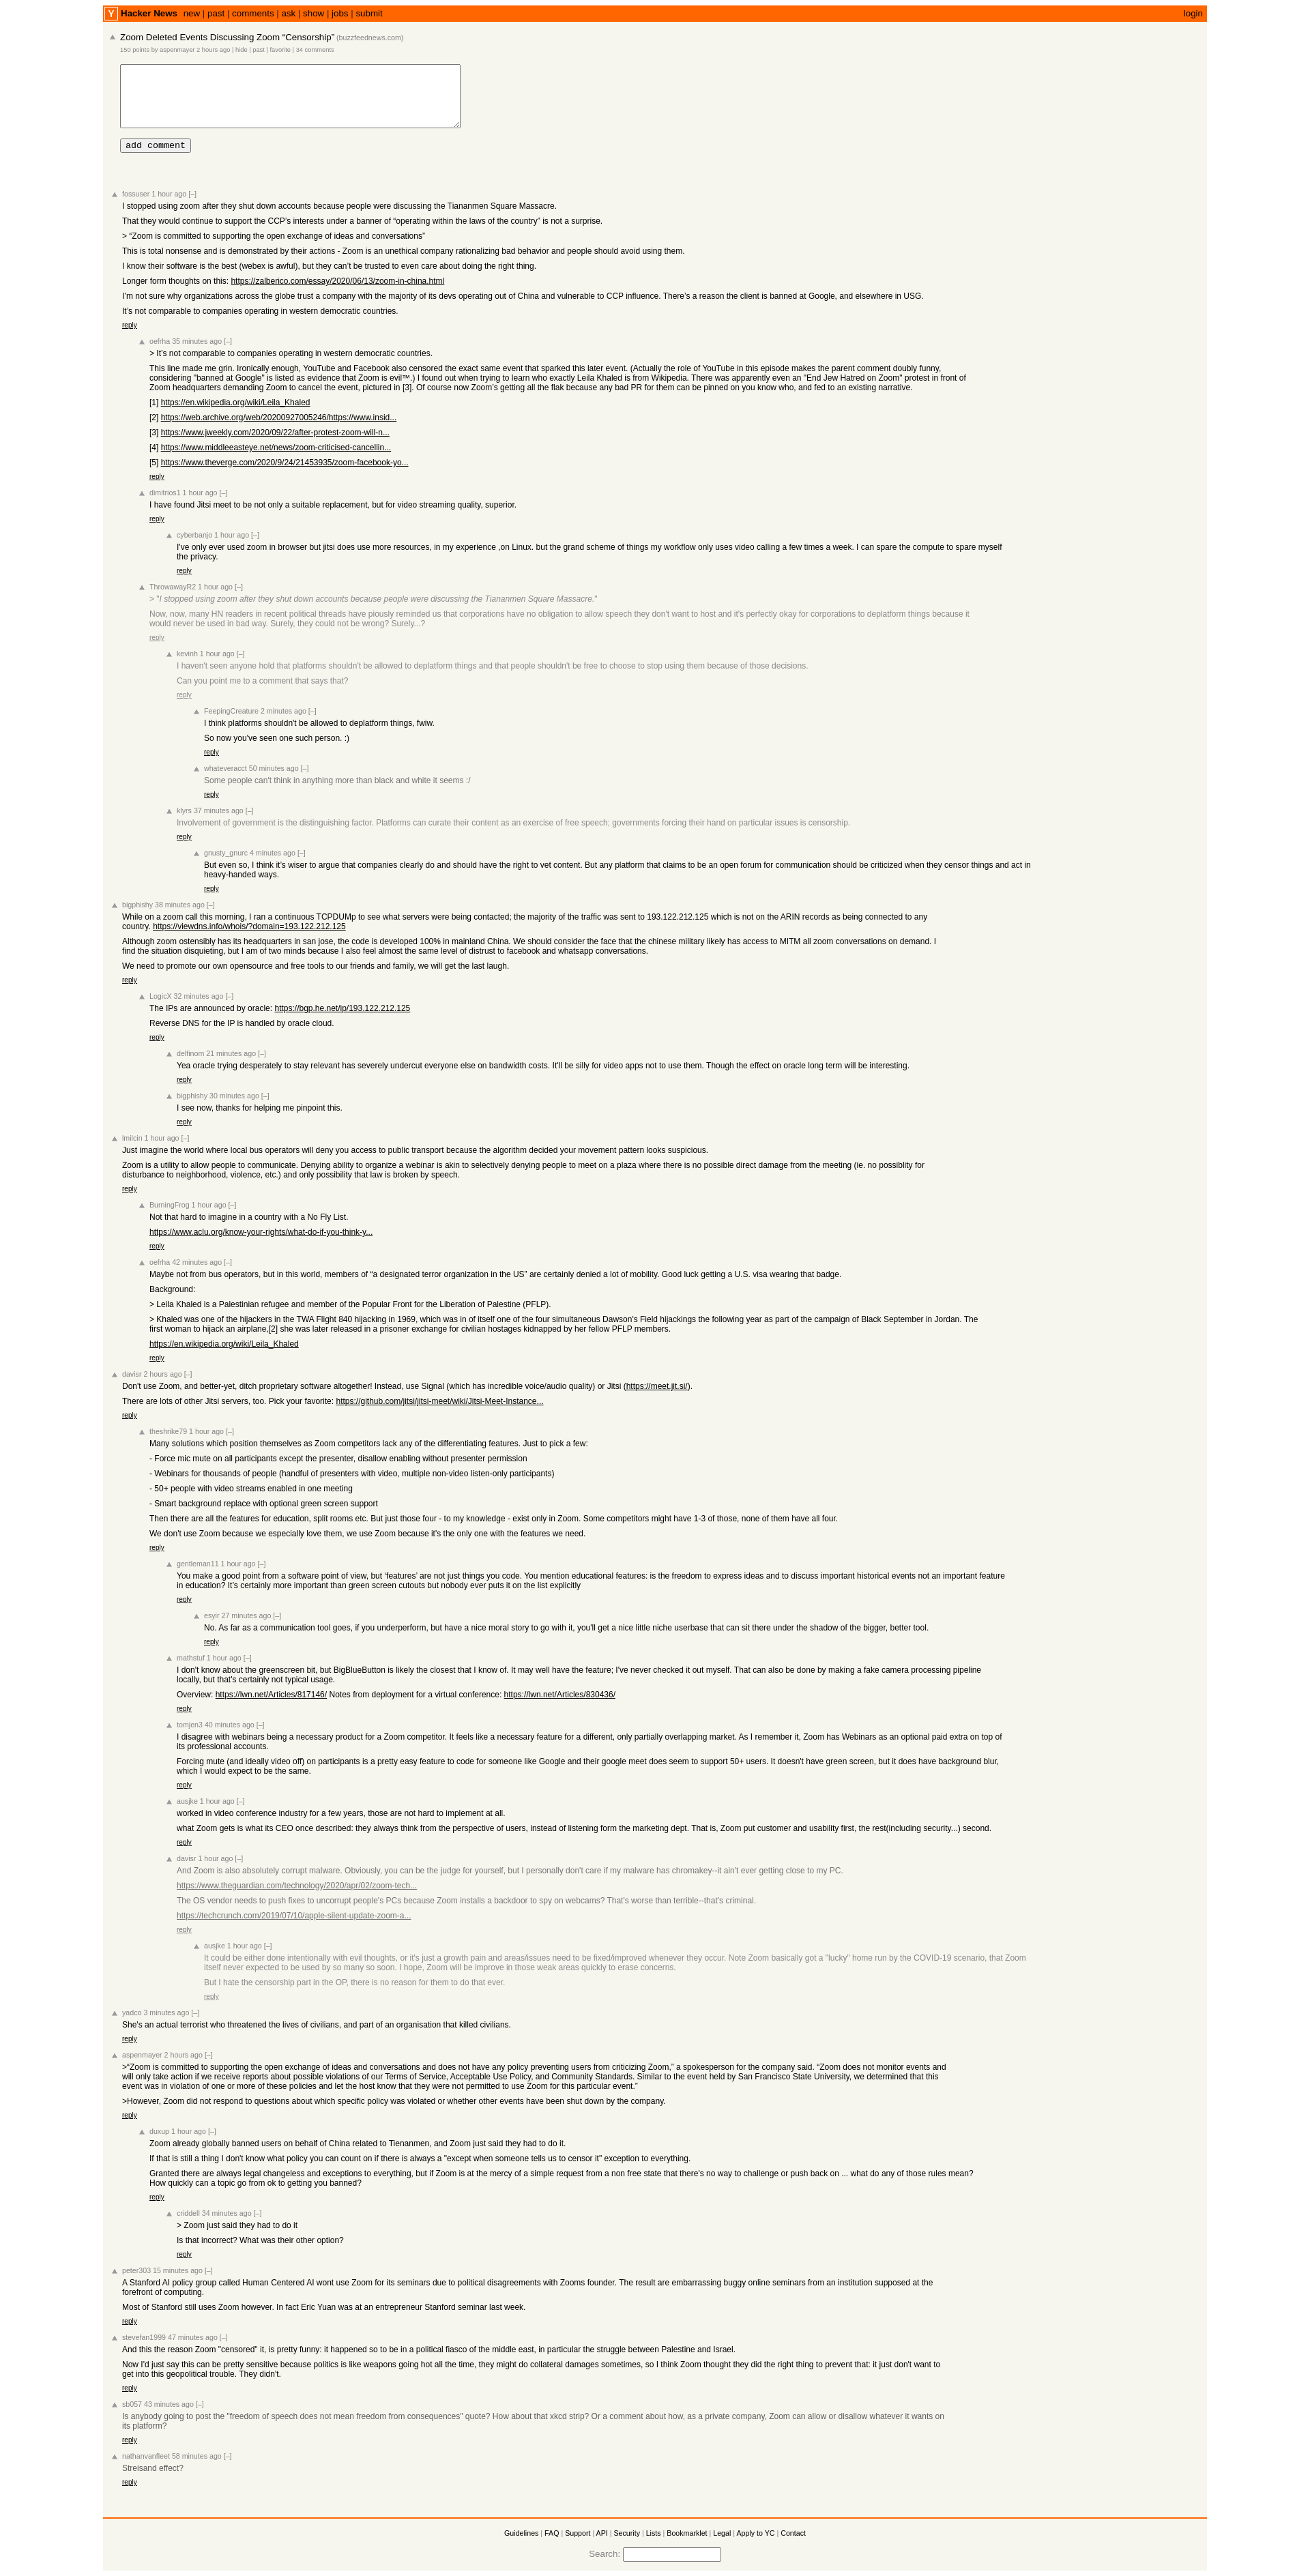 Y Hacker News new | past | comments | ask | show | jobs | submit login
Zoom Deleted Events Discussing Zoom “Censorship” (buzzfeednews.com)
150 points by aspenmayer 2 hours ago | hide | past | favorite | 34 comments
add comment
fossuser 1 hour ago [–]
I stopped using zoom after they shut down accounts because people were discussing the Tiananmen Square Massacre.
That they would continue to support the CCP’s interests under a banner of “operating within the laws of the country” is not a surprise.
> “Zoom is committed to supporting the open exchange of ideas and conversations”
This is total nonsense and is demonstrated by their actions - Zoom is an unethical company rationalizing bad behavior and people should avoid using them.
I know their software is the best (webex is awful), but they can’t be trusted to even care about doing the right thing.
Longer form thoughts on this: https://zalberico.com/essay/2020/06/13/zoom-in-china.html
I’m not sure why organizations across the globe trust a company with the majority of its devs operating out of China and vulnerable to CCP influence. There’s a reason the client is banned at Google, and elsewhere in USG.
It’s not comparable to companies operating in western democratic countries.
reply
oefrha 35 minutes ago [–]
> It’s not comparable to companies operating in western democratic countries.
This line made me grin. Ironically enough, YouTube and Facebook also censored the exact same event that sparked this later event. (Actually the role of YouTube in this episode makes the parent comment doubly funny,
considering "banned at Google" is listed as evidence that Zoom is evil™.) I found out when trying to learn who exactly Leila Khaled is from Wikipedia. There was apparently even an "End Jew Hatred on Zoom" protest in front of
Zoom headquarters demanding Zoom to cancel the event, pictured in [3]. Of course now Zoom's getting all the flak because any bad PR for them can be pinned on you know who, and fed to an existing narrative.
[1] https://en.wikipedia.org/wiki/Leila_Khaled
[2] https://web.archive.org/web/20200927005246/https://www.insid...
[3] https://www.jweekly.com/2020/09/22/after-protest-zoom-will-n...
[4] https://www.middleeasteye.net/news/zoom-criticised-cancellin...
[5] https://www.theverge.com/2020/9/24/21453935/zoom-facebook-yo...
reply
dimitrios1 1 hour ago [–]
I have found Jitsi meet to be not only a suitable replacement, but for video streaming quality, superior.
reply
cyberbanjo 1 hour ago [–]
I've only ever used zoom in browser but jitsi does use more resources, in my experience ,on Linux. but the grand scheme of things my workflow only uses video calling a few times a week. I can spare the compute to spare myself
the privacy.
reply
ThrowawayR2 1 hour ago [–]
> "I stopped using zoom after they shut down accounts because people were discussing the Tiananmen Square Massacre."
Now, now, many HN readers in recent political threads have piously reminded us that corporations have no obligation to allow speech they don't want to host and it's perfectly okay for corporations to deplatform things because it
would never be used in bad way. Surely, they could not be wrong? Surely...?
reply
kevinh 1 hour ago [–]
I haven't seen anyone hold that platforms shouldn't be allowed to deplatform things and that people shouldn't be free to choose to stop using them because of those decisions.
Can you point me to a comment that says that?
reply
FeepingCreature 2 minutes ago [–]
I think platforms shouldn't be allowed to deplatform things, fwiw.
So now you've seen one such person. :)
reply
whateveracct 50 minutes ago [–]
Some people can't think in anything more than black and white it seems :/
reply
klyrs 37 minutes ago [–]
Involvement of government is the distinguishing factor. Platforms can curate their content as an exercise of free speech; governments forcing their hand on particular issues is censorship.
reply
gnusty_gnurc 4 minutes ago [–]
But even so, I think it’s wiser to argue that companies clearly do and should have the right to vet content. But any platform that claims to be an open forum for communication should be criticized when they censor things and act in
heavy-handed ways.
reply
bigphishy 38 minutes ago [–]
While on a zoom call this morning, I ran a continuous TCPDUMp to see what servers were being contacted; the majority of the traffic was sent to 193.122.212.125 which is not on the ARIN records as being connected to any
country. https://viewdns.info/whois/?domain=193.122.212.125
Although zoom ostensibly has its headquarters in san jose, the code is developed 100% in mainland China. We should consider the face that the chinese military likely has access to MITM all zoom conversations on demand. I
find the situation disquieting, but I am of two minds because I also feel almost the same level of distrust to facebook and whatsapp conversations.
We need to promote our own opensource and free tools to our friends and family, we will get the last laugh.
reply
LogicX 32 minutes ago [–]
The IPs are announced by oracle: https://bgp.he.net/ip/193.122.212.125
Reverse DNS for the IP is handled by oracle cloud.
reply
delfinom 21 minutes ago [–]
Yea oracle trying desperately to stay relevant has severely undercut everyone else on bandwidth costs. It'll be silly for video apps not to use them. Though the effect on oracle long term will be interesting.
reply
bigphishy 30 minutes ago [–]
I see now, thanks for helping me pinpoint this.
reply
lmilcin 1 hour ago [–]
Just imagine the world where local bus operators will deny you access to public transport because the algorithm decided your movement pattern looks suspicious.
Zoom is a utility to allow people to communicate. Denying ability to organize a webinar is akin to selectively denying people to meet on a plaza where there is no possible direct damage from the meeting (ie. no possiblity for
disturbance to neighborhood, violence, etc.) and only possibility that law is broken by speech.
reply
BurningFrog 1 hour ago [–]
Not that hard to imagine in a country with a No Fly List.
https://www.aclu.org/know-your-rights/what-do-if-you-think-y...
reply
oefrha 42 minutes ago [–]
Maybe not from bus operators, but in this world, members of “a designated terror organization in the US” are certainly denied a lot of mobility. Good luck getting a U.S. visa wearing that badge.
Background:
> Leila Khaled is a Palestinian refugee and member of the Popular Front for the Liberation of Palestine (PFLP).
> Khaled was one of the hijackers in the TWA Flight 840 hijacking in 1969, which was in of itself one of the four simultaneous Dawson's Field hijackings the following year as part of the campaign of Black September in Jordan. The
first woman to hijack an airplane,[2] she was later released in a prisoner exchange for civilian hostages kidnapped by her fellow PFLP members.
https://en.wikipedia.org/wiki/Leila_Khaled
reply
davisr 2 hours ago [–]
Don't use Zoom, and better-yet, ditch proprietary software altogether! Instead, use Signal (which has incredible voice/audio quality) or Jitsi (https://meet.jit.si/).
There are lots of other Jitsi servers, too. Pick your favorite: https://github.com/jitsi/jitsi-meet/wiki/Jitsi-Meet-Instance...
reply
theshrike79 1 hour ago [–]
Many solutions which position themselves as Zoom competitors lack any of the differentiating features. Just to pick a few:
- Force mic mute on all participants except the presenter, disallow enabling without presenter permission
- Webinars for thousands of people (handful of presenters with video, multiple non-video listen-only participants)
- 50+ people with video streams enabled in one meeting
- Smart background replace with optional green screen support
Then there are all the features for education, split rooms etc. But just those four - to my knowledge - exist only in Zoom. Some competitors might have 1-3 of those, none of them have all four.
We don't use Zoom because we especially love them, we use Zoom because it's the only one with the features we need.
reply
gentleman11 1 hour ago [–]
You make a good point from a software point of view, but ‘features’ are not just things you code. You mention educational features: is the freedom to express ideas and to discuss important historical events not an important feature
in education? It’s certainly more important than green screen cutouts but nobody ever puts it on the list explicitly
reply
esyir 27 minutes ago [–]
No. As far as a communication tool goes, if you underperform, but have a nice moral story to go with it, you'll get a nice little niche userbase that can sit there under the shadow of the bigger, better tool.
reply
mathstuf 1 hour ago [–]
I don't know about the greenscreen bit, but BigBlueButton is likely the closest that I know of. It may well have the feature; I've never checked it out myself. That can also be done by making a fake camera processing pipeline
locally, but that's certainly not typical usage.
Overview: https://lwn.net/Articles/817146/ Notes from deployment for a virtual conference: https://lwn.net/Articles/830436/
reply
tomjen3 40 minutes ago [–]
I disagree with webinars being a necessary product for a Zoom competitor. It feels like a necessary feature for a different, only partially overlapping market. As I remember it, Zoom has Webinars as an optional paid extra on top of
its professional accounts.
Forcing mute (and ideally video off) on participants is a pretty easy feature to code for someone like Google and their google meet does seem to support 50+ users. It doesn't have green screen, but it does have background blur,
which I would expect to be the same.
reply
ausjke 1 hour ago [–]
worked in video conference industry for a few years, those are not hard to implement at all.
what Zoom gets is what its CEO once described: they always think from the perspective of users, instead of listening form the marketing dept. That is, Zoom put customer and usability first, the rest(including security...) second.
reply
davisr 1 hour ago [–]
And Zoom is also absolutely corrupt malware. Obviously, you can be the judge for yourself, but I personally don't care if my malware has chromakey--it ain't ever getting close to my PC.
https://www.theguardian.com/technology/2020/apr/02/zoom-tech...
The OS vendor needs to push fixes to uncorrupt people's PCs because Zoom installs a backdoor to spy on webcams? That's worse than terrible--that's criminal.
https://techcrunch.com/2019/07/10/apple-silent-update-zoom-a...
reply
ausjke 1 hour ago [–]
It could be either done intentionally with evil thoughts, or it's just a growth pain and areas/issues need to be fixed/improved whenever they occur. Note Zoom basically got a "lucky" home run by the COVID-19 scenario, that Zoom
itself never expected to be used by so many so soon. I hope, Zoom will be improve in those weak areas quickly to erase concerns.
But I hate the censorship part in the OP, there is no reason for them to do that ever.
reply
yadco 3 minutes ago [–]
She's an actual terrorist who threatened the lives of civilians, and part of an organisation that killed civilians.
reply
aspenmayer 2 hours ago [–]
>“Zoom is committed to supporting the open exchange of ideas and conversations and does not have any policy preventing users from criticizing Zoom,” a spokesperson for the company said. “Zoom does not monitor events and
will only take action if we receive reports about possible violations of our Terms of Service, Acceptable Use Policy, and Community Standards. Similar to the event held by San Francisco State University, we determined that this
event was in violation of one or more of these policies and let the host know that they were not permitted to use Zoom for this particular event.”
>However, Zoom did not respond to questions about which specific policy was violated or whether other events have been shut down by the company.
reply
duxup 1 hour ago [–]
Zoom already globally banned users on behalf of China related to Tienanmen, and Zoom just said they had to do it.
If that is still a thing I don't know what policy you can count on if there is always a "except when someone tells us to censor it" exception to everything.
Granted there are always legal changeless and exceptions to everything, but if Zoom is at the mercy of a simple request from a non free state that there's no way to challenge or push back on ... what do any of those rules mean?
How quickly can a topic go from ok to getting you banned?
reply
criddell 34 minutes ago [–]
> Zoom just said they had to do it
Is that incorrect? What was their other option?
reply
peter303 15 minutes ago [–]
A Stanford AI policy group called Human Centered AI wont use Zoom for its seminars due to political disagreements with Zooms founder. The result are embarrassing buggy online seminars from an institution supposed at the
forefront of computing.
Most of Stanford still uses Zoom however. In fact Eric Yuan was at an entrepreneur Stanford seminar last week.
reply
stevefan1999 47 minutes ago [–]
And this the reason Zoom "censored" it, is pretty funny: it happened so to be in a political fiasco of the middle east, in particular the struggle between Palestine and Israel.
Now I'd just say this can be pretty sensitive because politics is like weapons going hot all the time, they might do collateral damages sometimes, so I think Zoom thought they did the right thing to prevent that: it just don't want to
get into this geopolitical trouble. They didn't.
reply
sb057 43 minutes ago [–]
Is anybody going to post the "freedom of speech does not mean freedom from consequences" quote? How about that xkcd strip? Or a comment about how, as a private company, Zoom can allow or disallow whatever it wants on
its platform?
reply
nathanvanfleet 58 minutes ago [–]
Streisand effect?
reply
Guidelines | FAQ | Support | API | Security | Lists | Bookmarklet | Legal | Apply to YC | Contact
Search: